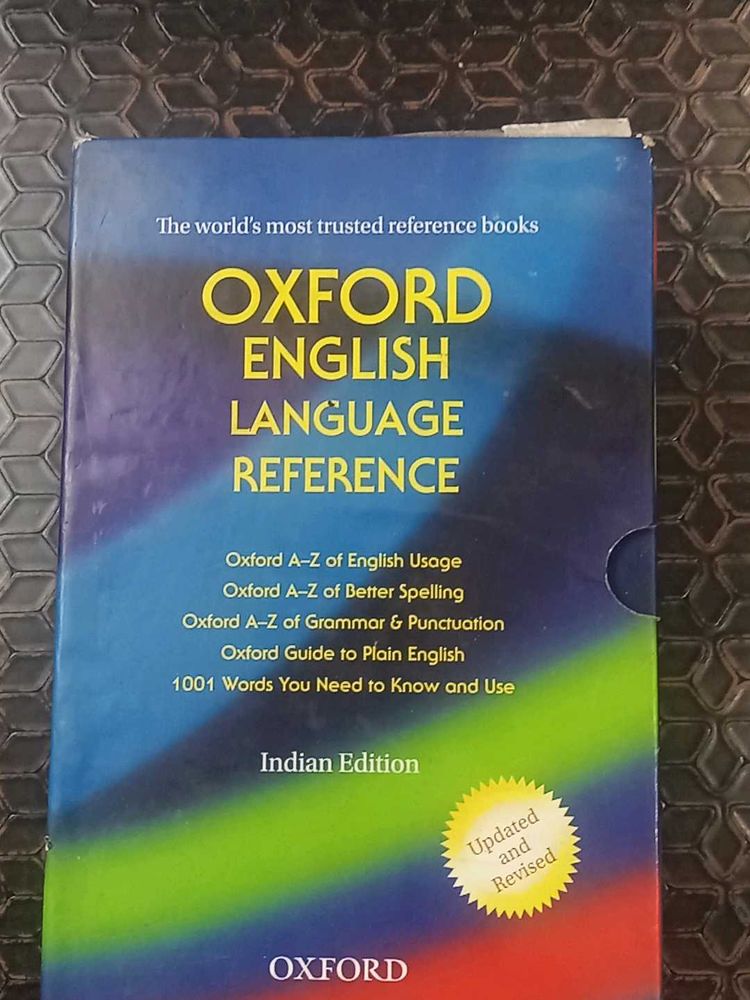 The world's most trusted reference books
OXFORD
ENGLISH
LANGUAGE
REFERENCE
Oxford A–Z of English Usage
Oxford A–Z of Better Spelling
Oxford A–Z of Grammar & Punctuation
Oxford Guide to Plain English
1001 Words You Need to Know and Use
Indian Edition
Updated
and
Revised
OXFORD